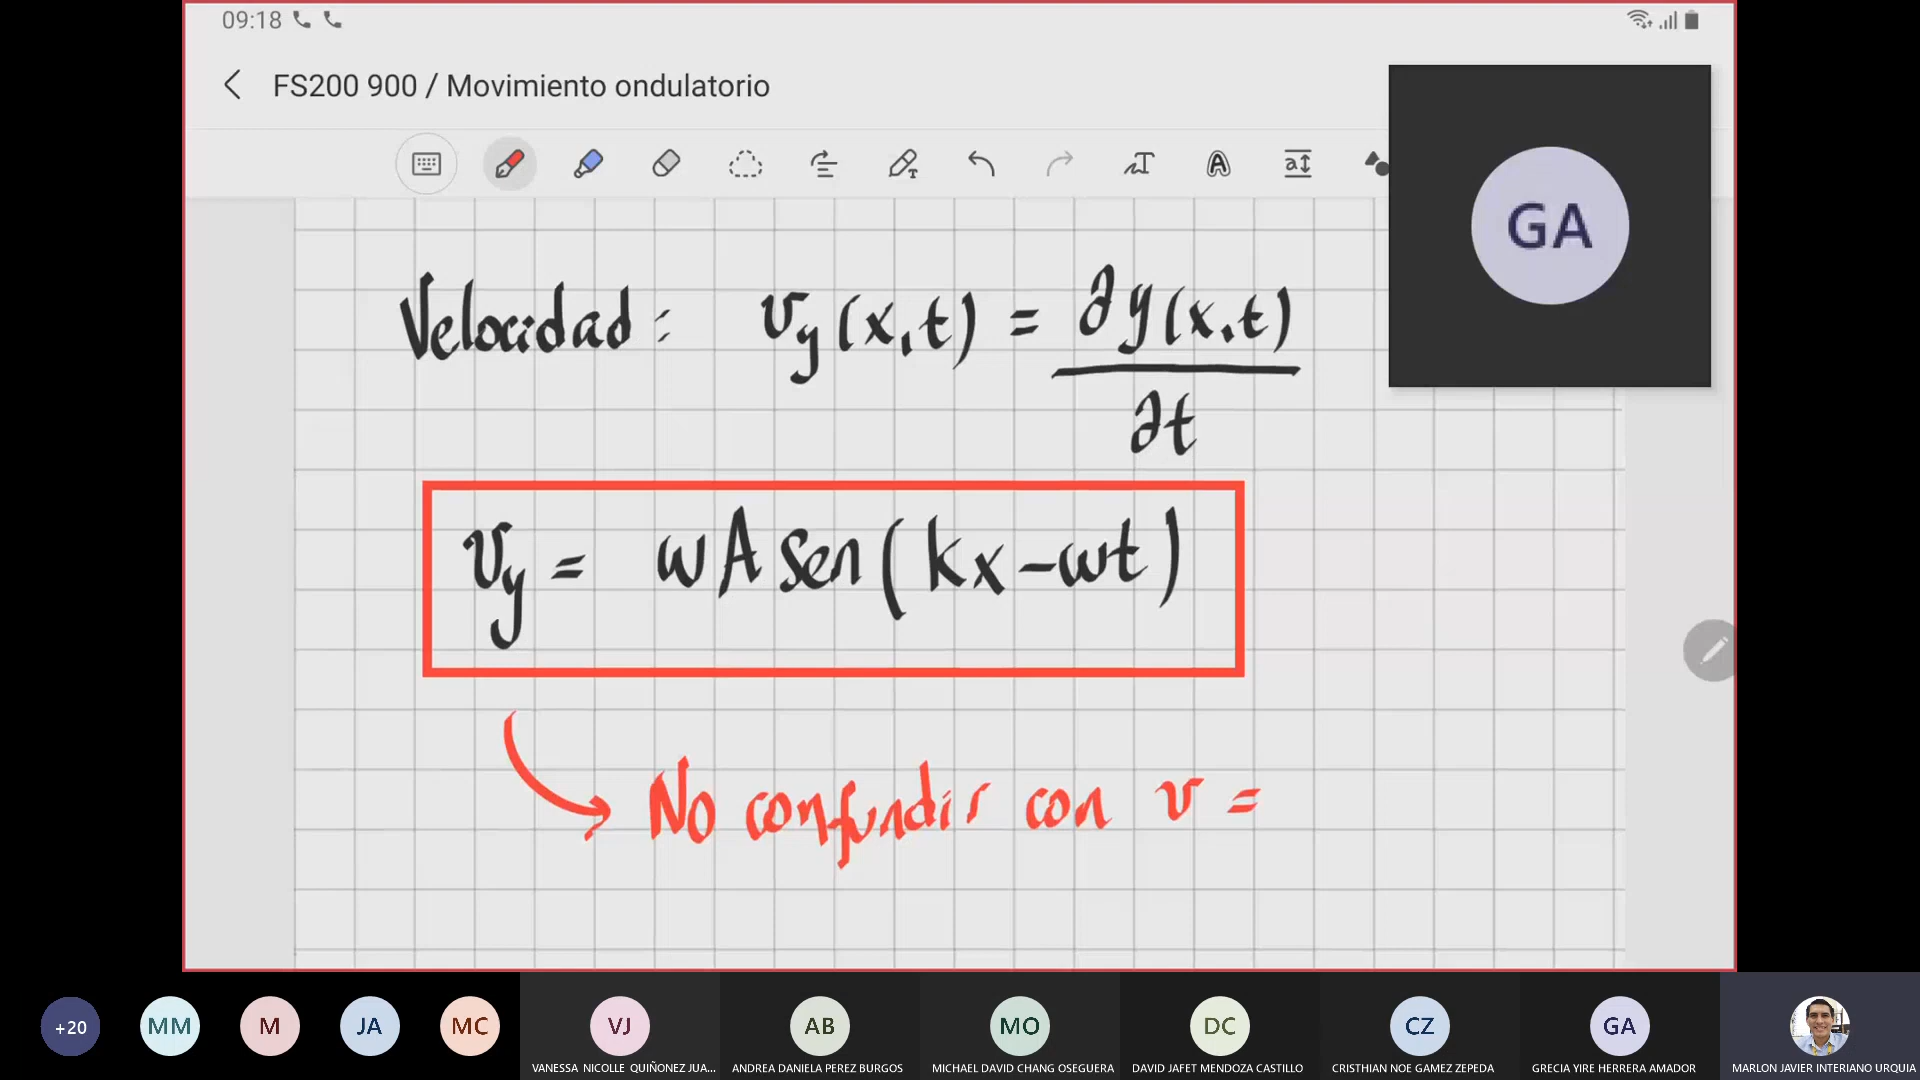 09:18
FS200 900 / Movimiento ondulatorio
GA
Velocidad: v_y(x,t) = ∂y(x,t)
∂t
v_y = wA sen(kx-wt)
No confundir con v =
+20 MM M JA MC VJ AB MO DC CZ GA
VANESSA NICOLLE QUIÑONEZ JUA... ANDREA DANIELA PEREZ BURGOS MICHAEL DAVID CHANG OSEGUERA DAVID JAFET MENDOZA CASTILLO CRISTHIAN NOE GAMEZ ZEPEDA GRECIA YIRE HERRERA AMADOR MARLON JAVIER INTERIANO URQUIA